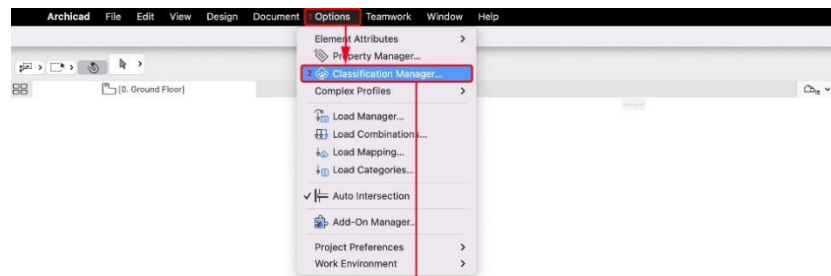 Archicad File Edit View Design Document 1 Options Teamwork Window Help
Element Attributes
Property Manager...
2 Classification Manager...
[0. Ground Floor]
Complex Profiles
Load Manager...
Load Combinations...
Load Mapping...
Load Categories...
Auto Intersection
Add-On Manager...
Project Preferences
Work Environment